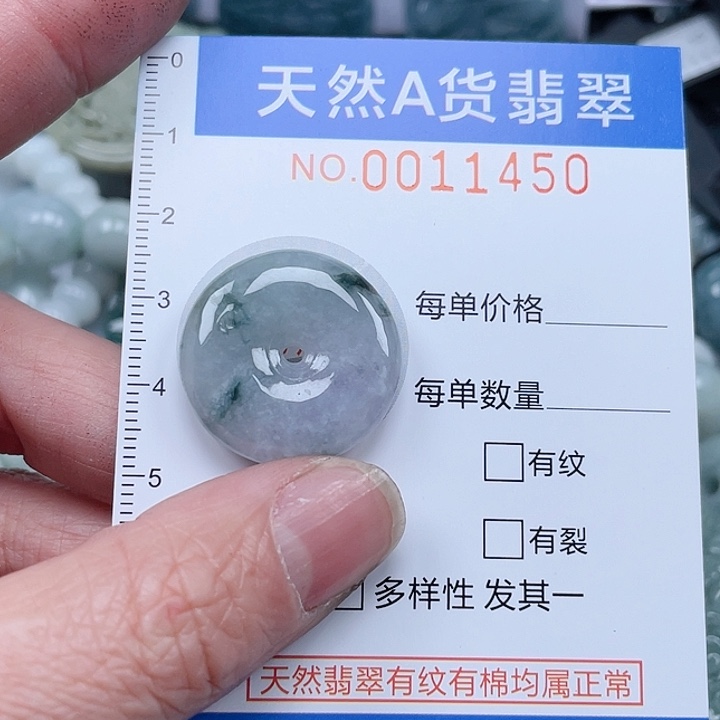 天然A货翡翠
NO.0011450
0
1
2
3
4
5
每单价格
每单数量
有纹
有裂
多样性 发其一
天然翡翠有纹有棉均属正常